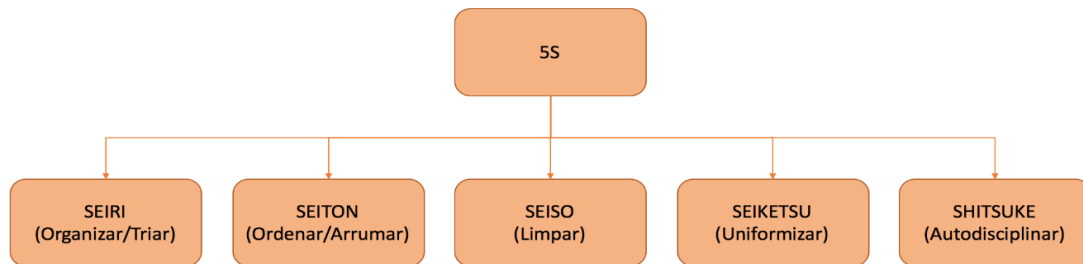 5S
SEIRI
(Organizar/Triar)
SEITON
(Ordenar/Arrumar)
SEISO
(Limpar)
SEIKETSU
(Uniformizar)
SHITSUKE
(Autodisciplinar)